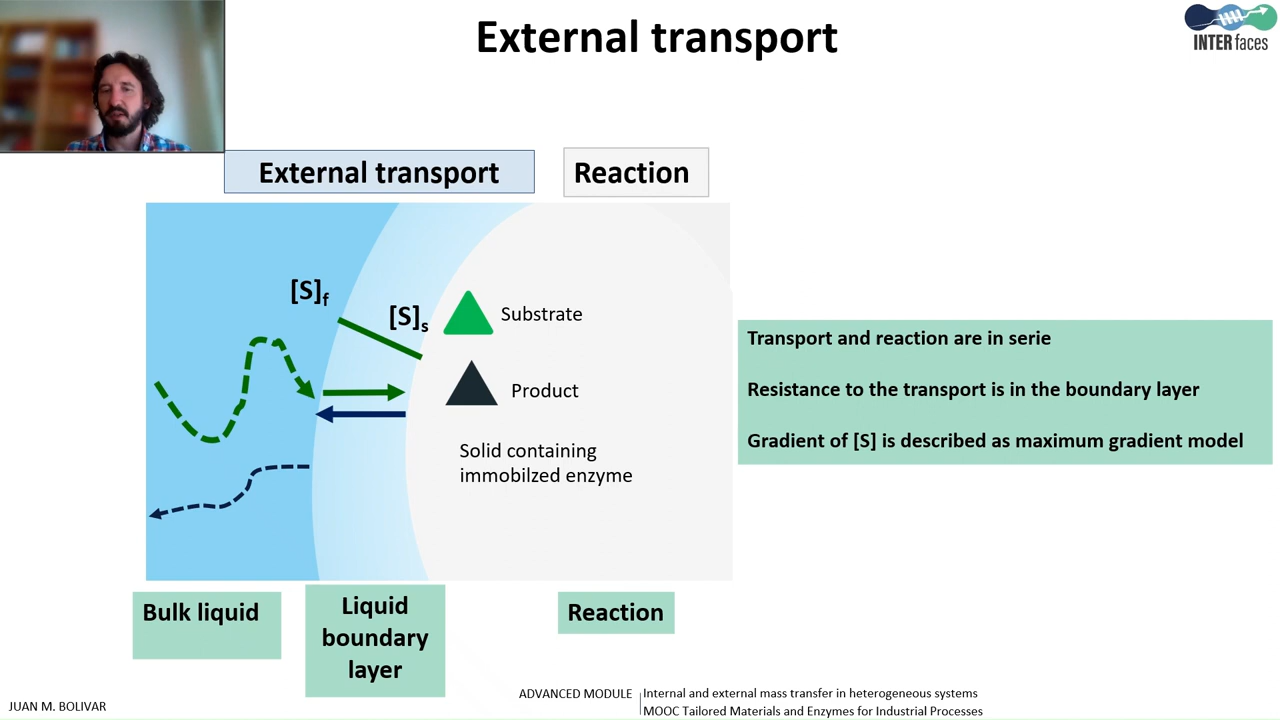 External transport
INTERfaces
External transport
Reaction
[S]f
[S]s
Substrate
Product
Solid containing
immobilzed enzyme
Transport and reaction are in serie
Resistance to the transport is in the boundary layer
Gradient of [S] is described as maximum gradient model
Bulk liquid
Liquid
boundary
layer
Reaction
JUAN M. BOLIVAR
ADVANCED MODULE
Internal and external mass transfer in heterogeneous systems
MOOC Tailored Materials and Enzymes for Industrial Processes